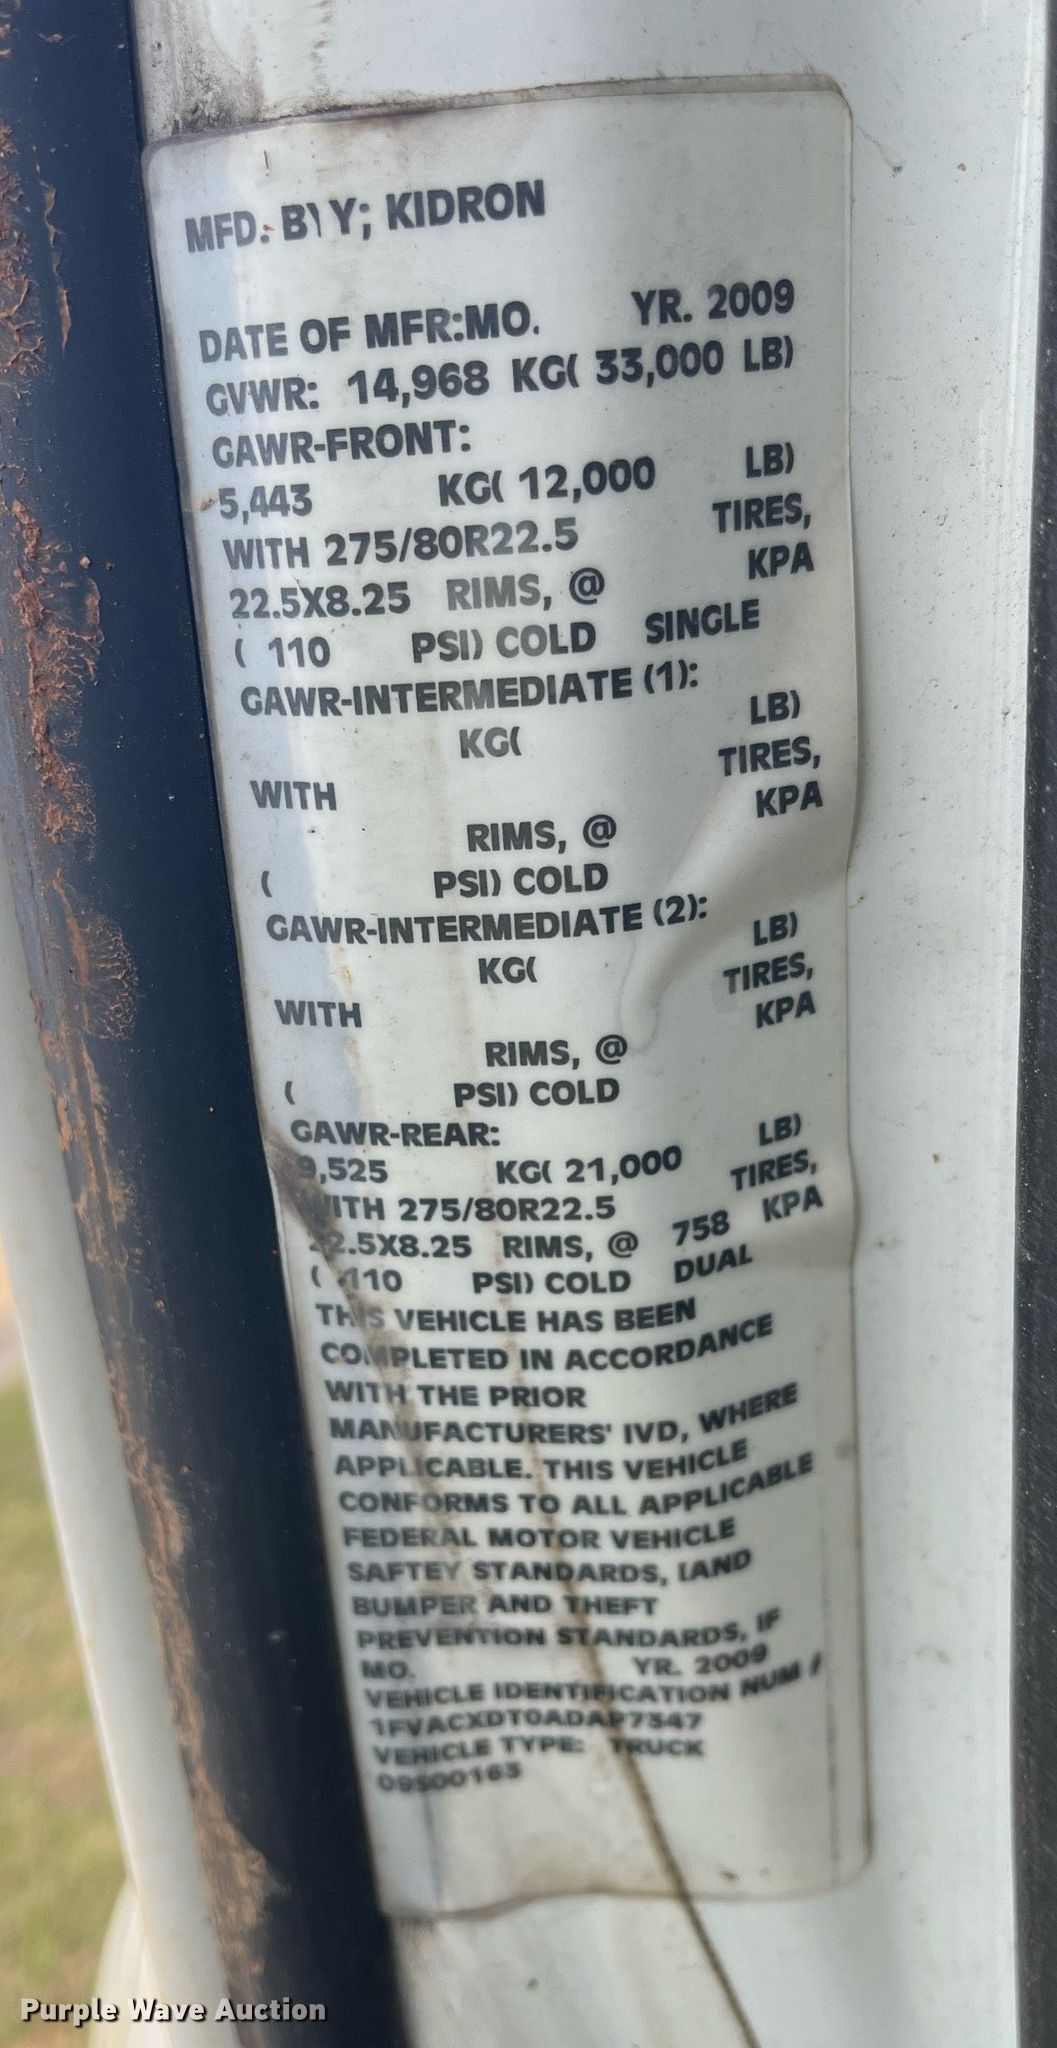 MFD. BY; KIDRON
DATE OF MFR:MO. YR. 2009
GVWR: 14,968 KG( 33,000 LB)
GAWR-FRONT:
5,443 KG( 12,000 LB)
WITH 275/80R22.5 TIRES,
22.5X8.25 RIMS, @ KPA
( 110 PSI) COLD SINGLE
GAWR-INTERMEDIATE (1):
KG( LB)
WITH TIRES,
RIMS, @ KPA
( PSI) COLD
GAWR-INTERMEDIATE (2):
KG( LB)
WITH TIRES,
RIMS, @ KPA
( PSI) COLD
GAWR-REAR:
9,525 KG( 21,000 LB)
WITH 275/80R22.5 TIRES,
22.5X8.25 RIMS, @ 758 KPA
( 110 PSI) COLD DUAL
THIS VEHICLE HAS BEEN
COMPLETED IN ACCORDANCE
WITH THE PRIOR
MANUFACTURERS' IVD, WHERE
APPLICABLE. THIS VEHICLE
CONFORMS TO ALL APPLICABLE
FEDERAL MOTOR VEHICLE
SAFTEY STANDARDS, [AND
BUMPER AND THEFT
PREVENTION STANDARDS, IF
MO. YR. 2009
VEHICLE IDENTIFICATION NUM
1FVACXDT0ADAP7347
VEHICLE TYPE: TRUCK
09S00163
Purple Wave Auction